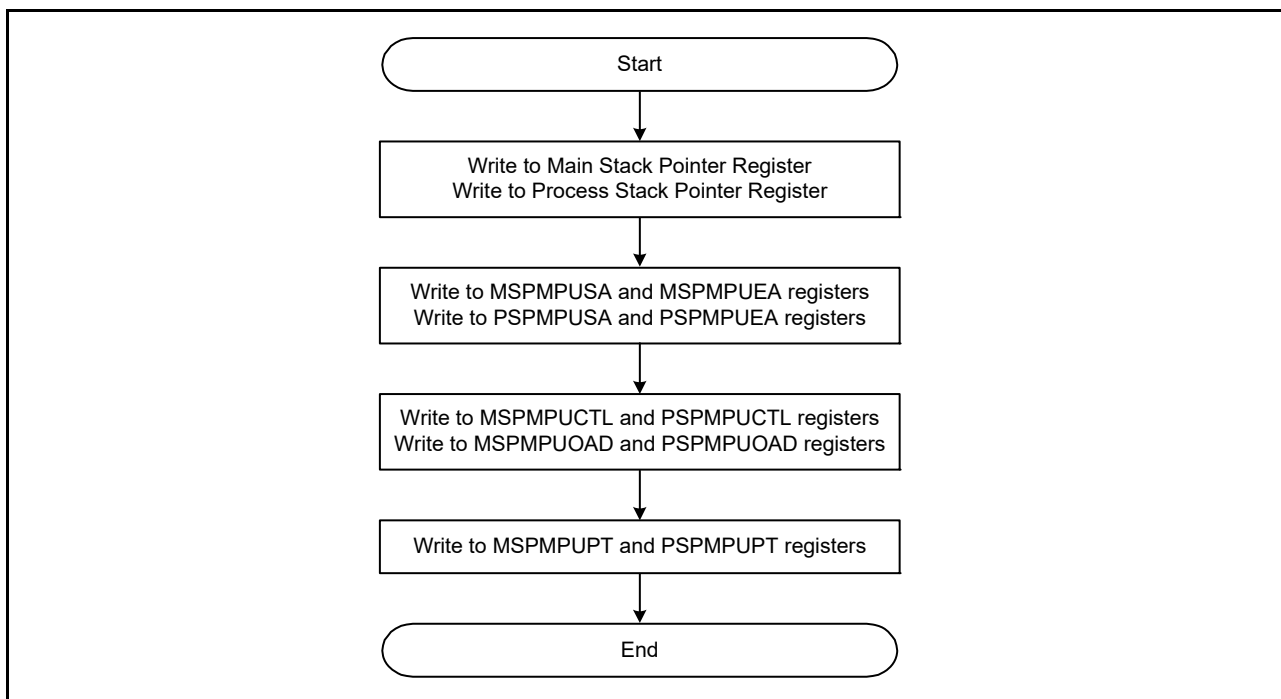 Start
Write to Main Stack Pointer Register
Write to Process Stack Pointer Register
Write to MSPMPUSA and MSPMPUEA registers
Write to PSPMPUSA and PSPMPUEA registers
Write to MSPMPUCTL and PSPMPUCTL registers
Write to MSPMPUOAD and PSPMPUOAD registers
Write to MSPMPUPT and PSPMPUPT registers
End